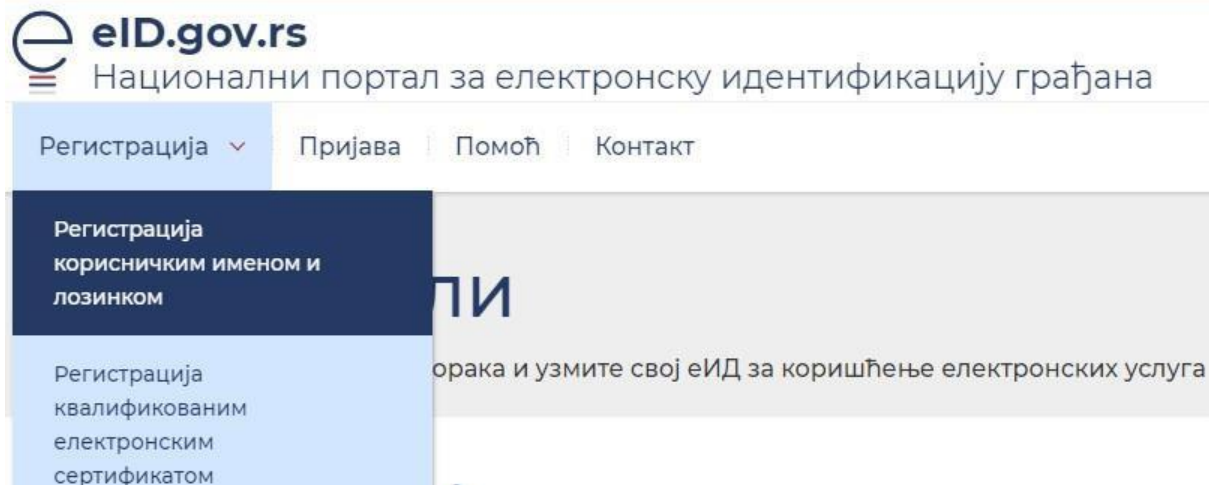 eID.gov.rs
Национални портал за електронску идентификацију грађана
Регистрација Пријава Помоћ Контакт
Регистрација
корисничким именом и
лозинком
ли
орака и узмите свој еИД за коришћење електронских услуга
Регистрација
квалификованим
електронским
сертификатом